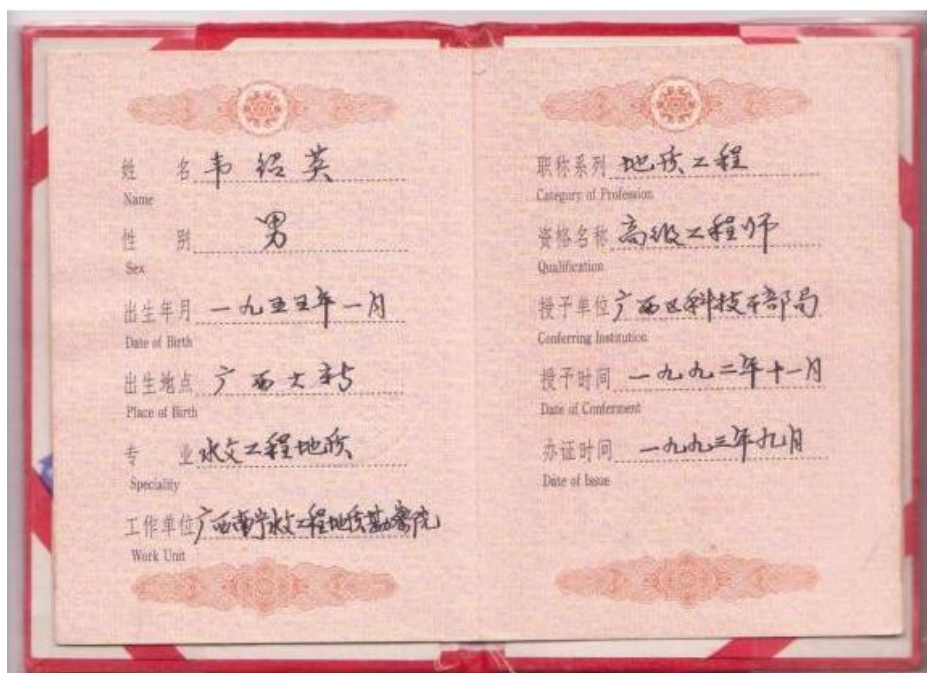 姓 名 韦绍英
Name
性 别 男
Sex
出生年月 一九五五年一月
Date of Birth
出生地点 广西大新
Place of Birth
专 业 水文工程地质
Speciality
工作单位 广西南宁水文工程地质勘察院
Work Unit
职称系列 地质工程
Category of Profession
资格名称 高级工程师
Qualification
授予单位 广西区科技干部局
Conferring Institution
授予时间 一九九二年十一月
Date of Conferment
办证时间 一九九三年九月
Date of Issue